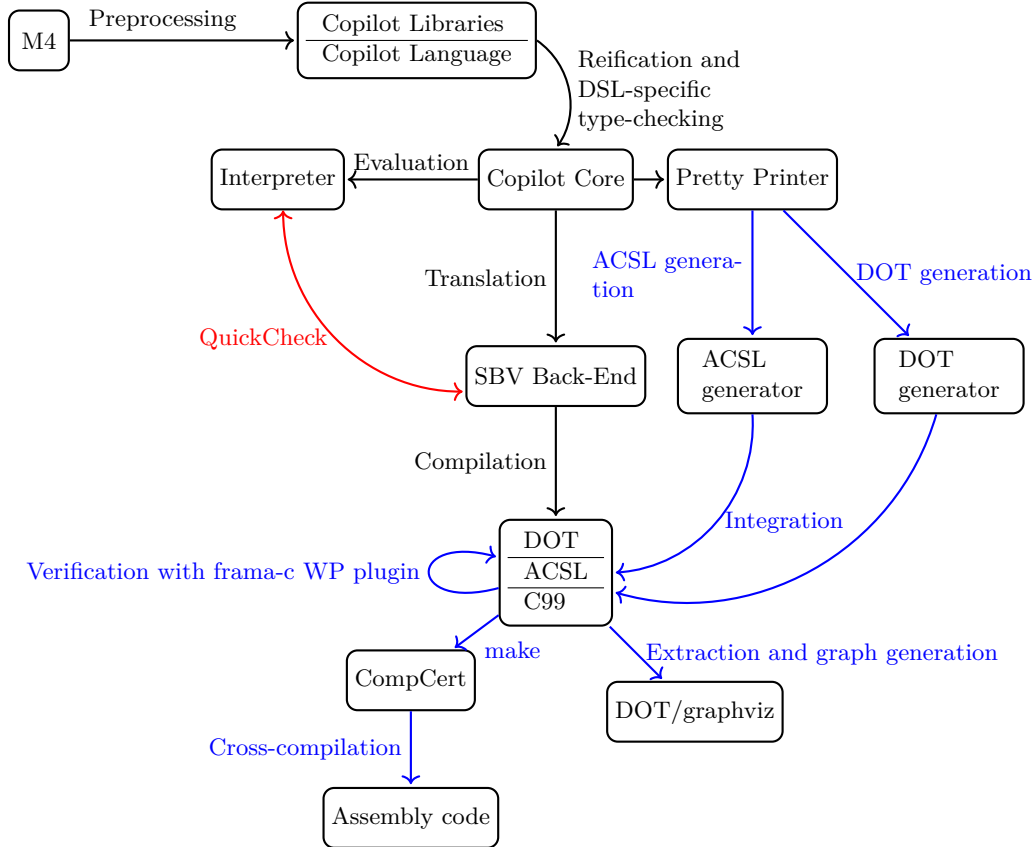 Preprocessing
M4
Copilot Libraries
Copilot Language
Reification and
DSL-specific
type-checking
Interpreter
Evaluation
Copilot Core
Pretty Printer
Translation
ACSL genera-
tion
DOT generation
QuickCheck
SBV Back-End
ACSL
generator
DOT
generator
Compilation
Integration
DOT
ACSL
C99
Verification with frama-c WP plugin
make
Extraction and graph generation
CompCert
DOT/graphviz
Cross-compilation
Assembly code